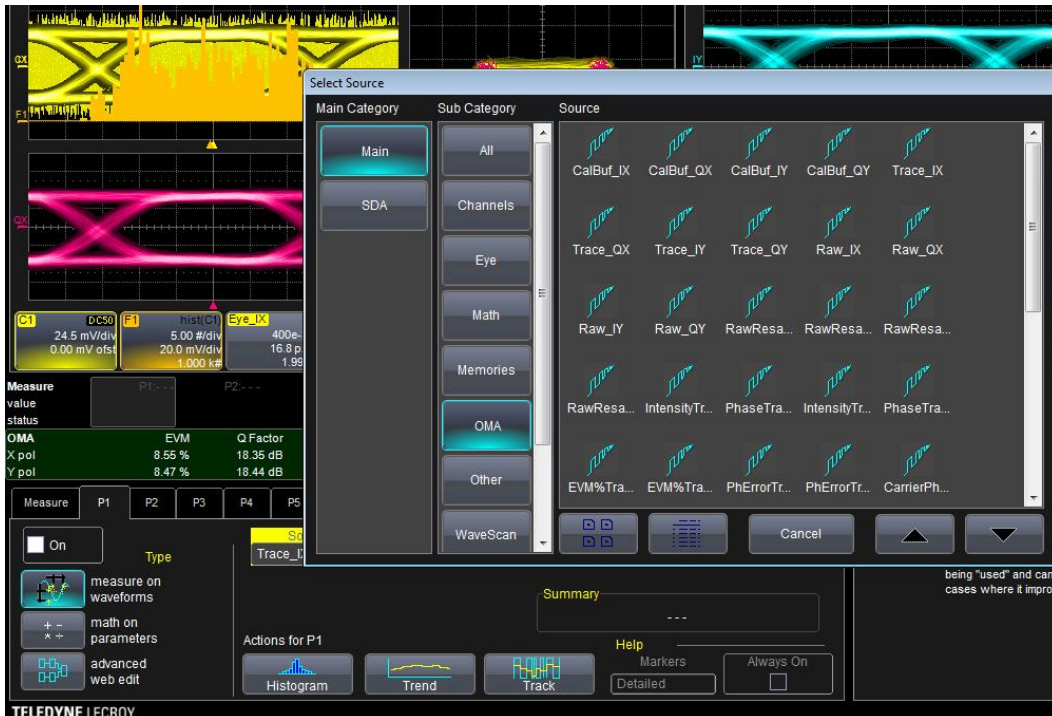 QX
F1
IY
QX
Select Source
Main Category
Sub Category
Source
Main
SDA
All
Channels
Eye
Math
Memories
OMA
Other
WaveScan
CalBuf_IX CalBuf_QX CalBuf_IY CalBuf_QY Trace_IX
Trace_QX Trace_IY Trace_QY Raw_IX Raw_QX
Raw_IY Raw_QY RawResa... RawResa... RawResa...
RawResa... IntensityTr... PhaseTra... IntensityTr... PhaseTra...
EVM%Tra... EVM%Tra... PhErrorTr... PhErrorTr... CarrierPh...
Cancel
C1 DC50
24.5 mV/div
0.00 mV ofst
F1 hist(C1)
5.00 #/div
20.0 mV/div
1.000 k#
Eye_IX
400e-
16.8 p
1.99
Measure P1:--- P2:---
value
status
OMA EVM Q Factor
X pol 8.55 % 18.35 dB
Y pol 8.47 % 18.44 dB
Measure P1 P2 P3 P4 P5
On
Type
measure on
waveforms
math on
parameters
advanced
web edit
So
Trace_I
Summary
---
Actions for P1
Histogram
Trend
Track
Help
Markers
Detailed
Always On
being "used" and can
cases where it impro
TELEDYNE LECROY